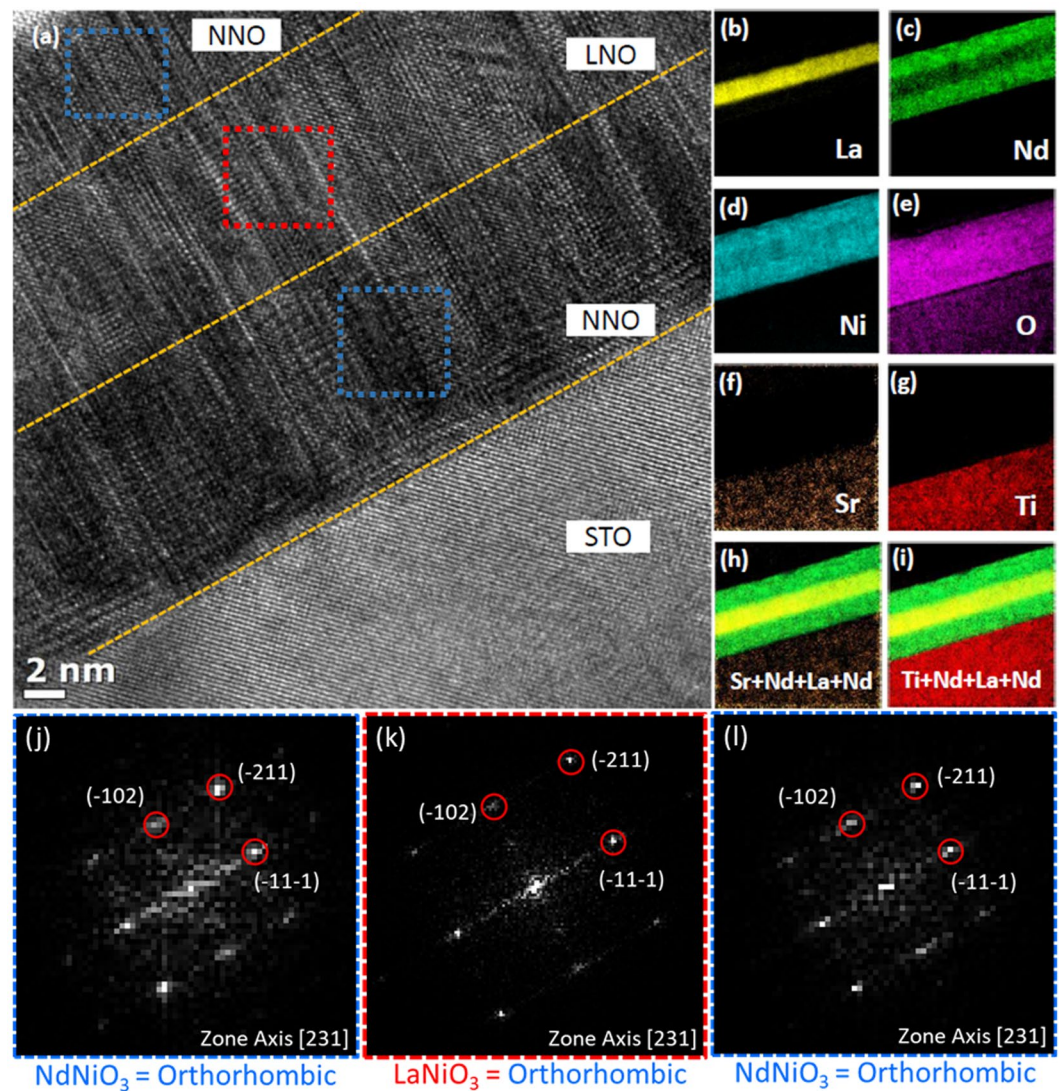 (a)
NNO
LNO
NNO
STO
2 nm
(b)
La
(c)
Nd
(d)
Ni
(e)
O
(f)
Sr
(g)
Ti
(h)
Sr+Nd+La+Nd
(i)
Ti+Nd+La+Nd
(j)
(-211)
(-102)
(-11-1)
Zone Axis [231]
NdNiO₃ = Orthorhombic
(k)
(-211)
(-102)
(-11-1)
Zone Axis [231]
LaNiO₃ = Orthorhombic
(l)
(-211)
(-102)
(-11-1)
Zone Axis [231]
NdNiO₃ = Orthorhombic